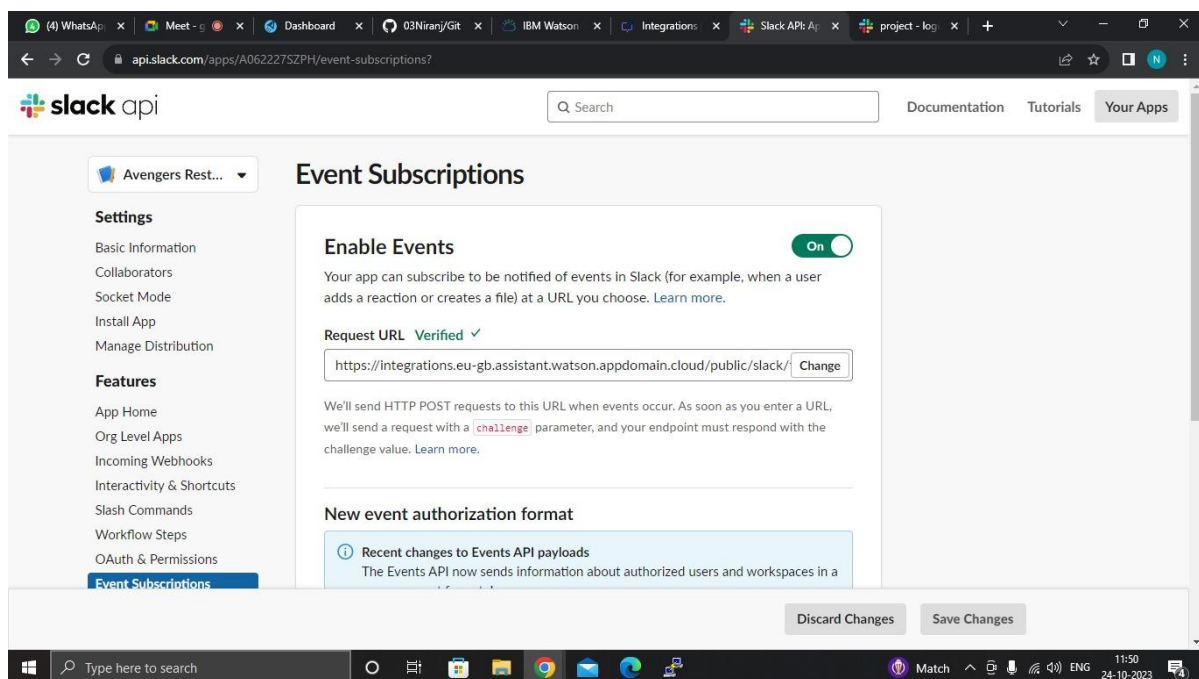 (4) WhatsAp
Meet - g
Dashboard
03Niranj/Git
IBM Watson
Integrations
Slack API: Ap
project - log
api.slack.com/apps/A062227SZPH/event-subscriptions?
N
slack api
Search
Documentation
Tutorials
Your Apps
Avengers Rest...
Settings
Basic Information
Collaborators
Socket Mode
Install App
Manage Distribution
Features
App Home
Org Level Apps
Incoming Webhooks
Interactivity & Shortcuts
Slash Commands
Workflow Steps
OAuth & Permissions
Event Subscriptions
Event Subscriptions
Enable Events
On
Your app can subscribe to be notified of events in Slack (for example, when a user
adds a reaction or creates a file) at a URL you choose. Learn more.
Request URL Verified ✓
https://integrations.eu-gb.assistant.watson.appdomain.cloud/public/slack/
Change
We'll send HTTP POST requests to this URL when events occur. As soon as you enter a URL,
we'll send a request with a challenge parameter, and your endpoint must respond with the
challenge value. Learn more.
New event authorization format
Recent changes to Events API payloads
The Events API now sends information about authorized users and workspaces in a
Discard Changes
Save Changes
Type here to search
Match
ENG
11:50
24-10-2023
4